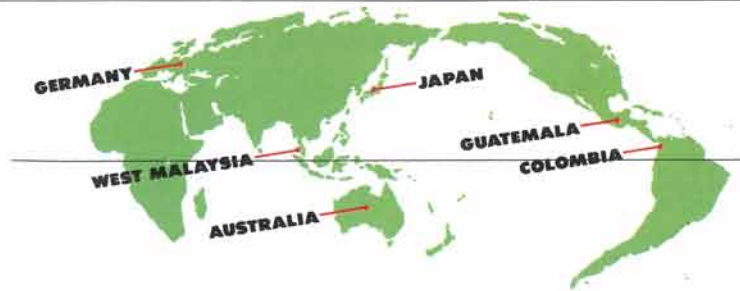 GERMANY
JAPAN
GUATEMALA
WEST MALAYSIA
COLOMBIA
AUSTRALIA